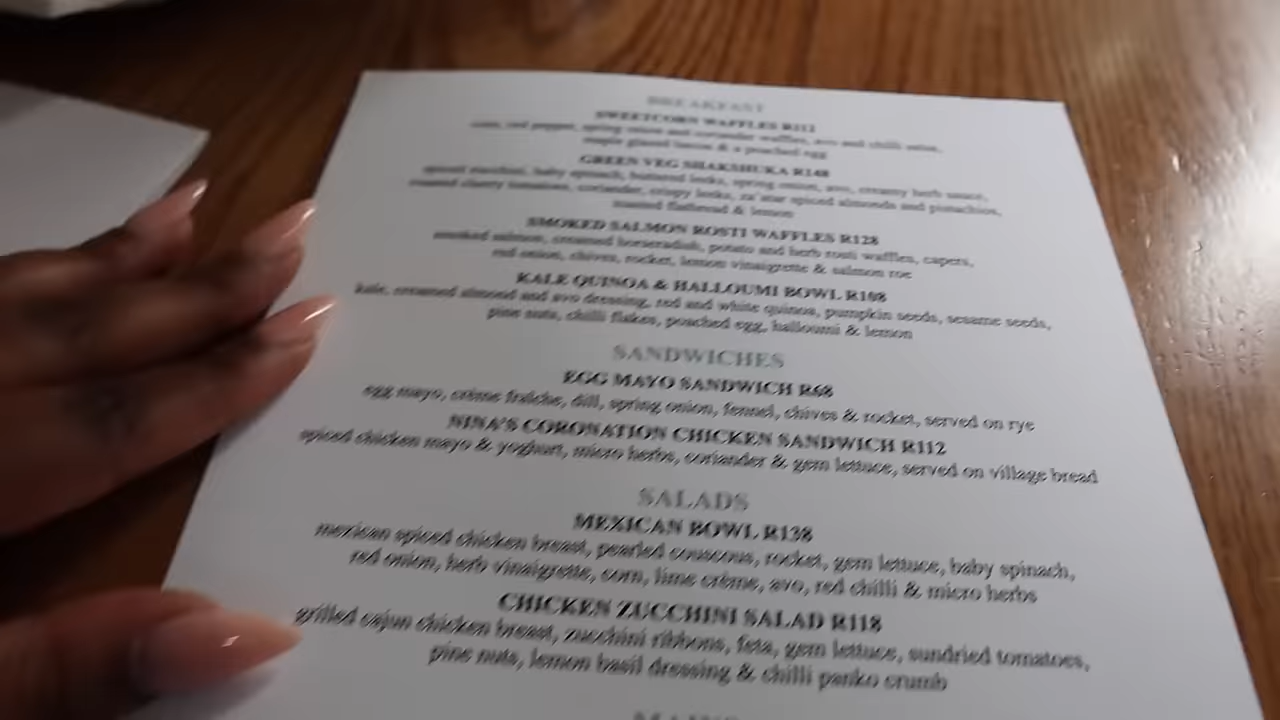 BREAKFAST
SWEETCORN WAFFLES R112
corn, red pepper, spring onion and coriander waffles, avo and chilli salsa,
maple glazed bacon & a poached egg
GREEN VEG SHAKSHUKA R148
spiced zucchini, baby spinach, buttered leeks, spring onion, avo, creamy herb sauce,
roasted cherry tomatoes, coriander, crispy leeks, za'atar spiced almonds and pistachios,
toasted flatbread & lemon
SMOKED SALMON ROSTI WAFFLES R128
smoked salmon, creamed horseradish, potato and herb rosti waffles, capers,
red onion, chives, rocket, lemon vinaigrette & salmon roe
KALE QUINOA & HALLOUMI BOWL R108
kale, creamed almond and avo dressing, red and white quinoa, pumpkin seeds, sesame seeds,
pine nuts, chilli flakes, poached egg, halloumi & lemon
SANDWICHES
EGG MAYO SANDWICH R68
egg mayo, crème fraîche, dill, spring onion, fennel, chives & rocket, served on rye
NINA'S CORONATION CHICKEN SANDWICH R112
spiced chicken mayo & yoghurt, micro herbs, coriander & gem lettuce, served on village bread
SALADS
MEXICAN BOWL R138
mexican spiced chicken breast, pearled couscous, rocket, gem lettuce, baby spinach,
red onion, herb vinaigrette, corn, lime crème, avo, red chilli & micro herbs
CHICKEN ZUCCHINI SALAD R118
grilled cajun chicken breast, zucchini ribbons, feta, gem lettuce, sundried tomatoes,
pine nuts, lemon basil dressing & chilli panko crumb